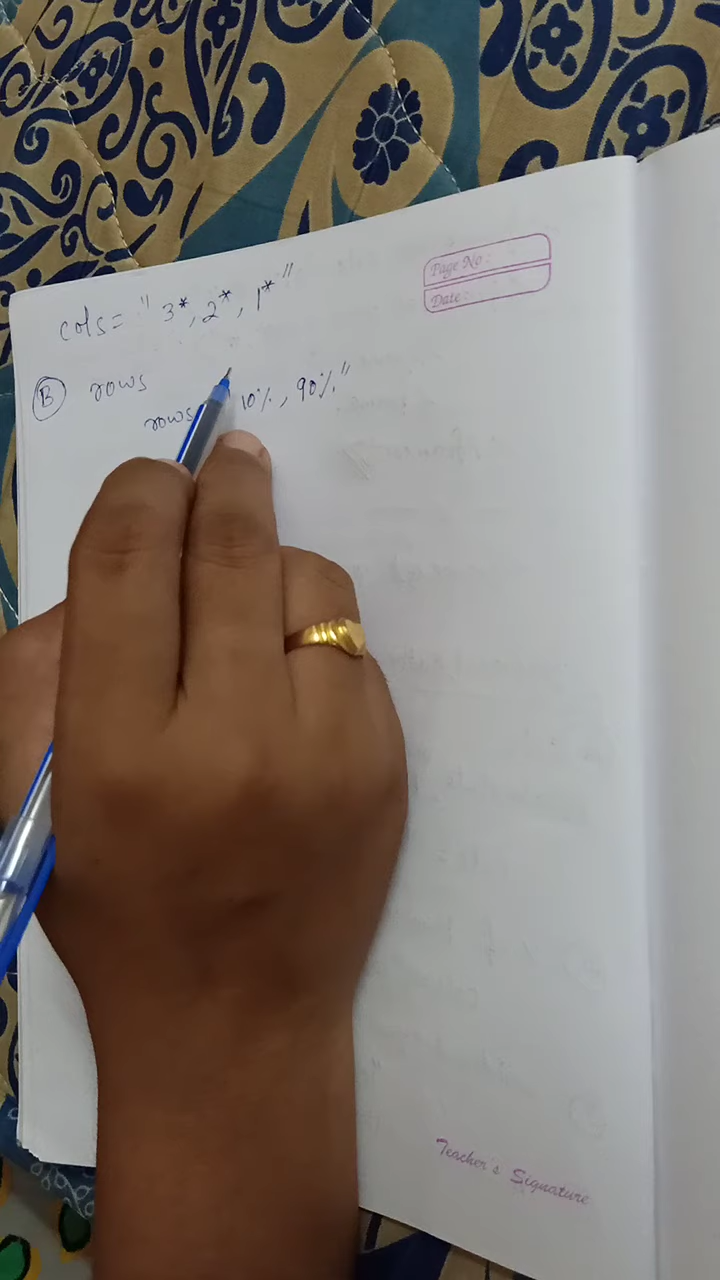 Page No :
Date :
cols = " 3*, 2*, 1* "
B rows
rows 10%, 90%"
Teacher's Signature